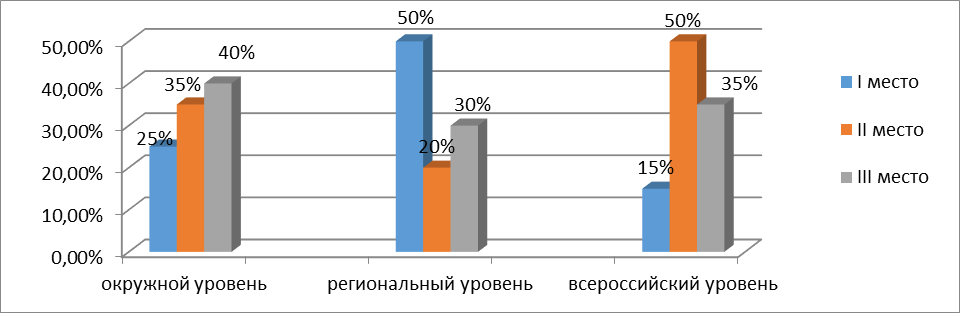 50%
50%
50,00%
40%
40,00%
35%
35%
I место
30%
30,00%
II место
25%
20%
20,00%
15%
III место
10,00%
0,00%
окружной уровень
региональный уровень
всероссийский уровень